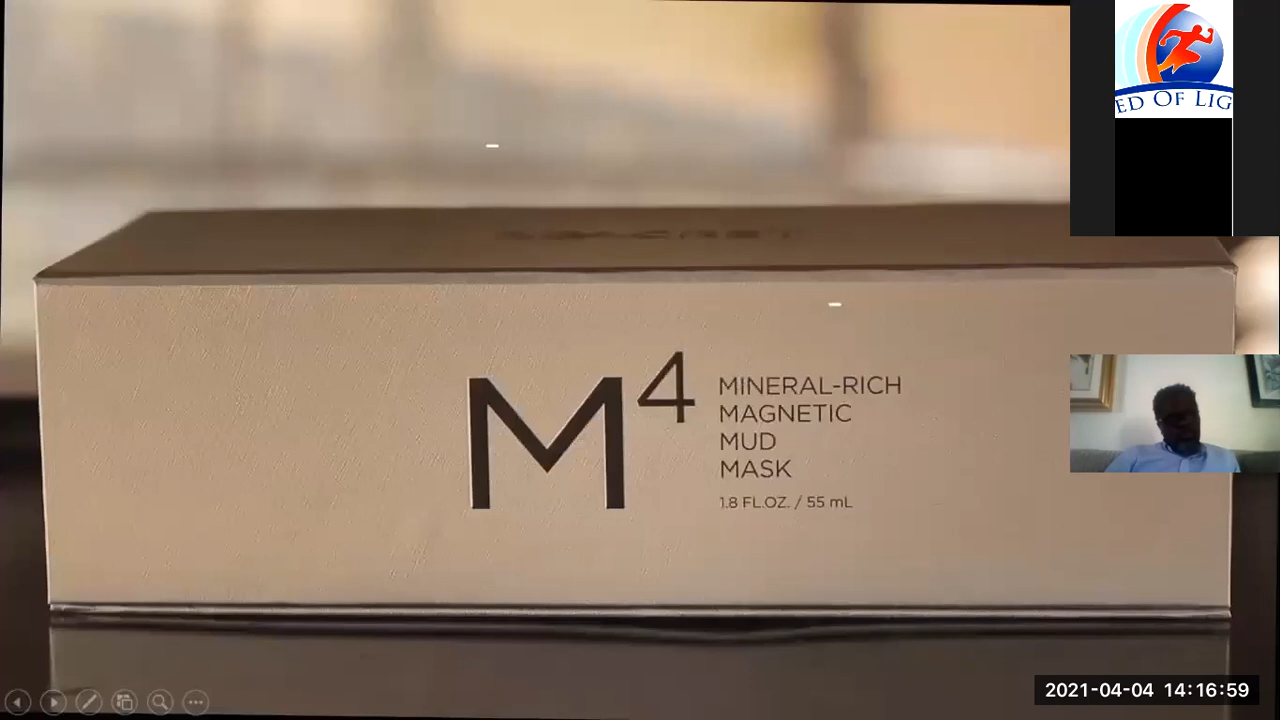 ED OF LIG
M4
MINERAL-RICH
MAGNETIC
MUD
MASK
1.8 FL.OZ. / 55 mL
2021-04-04 14:16:59